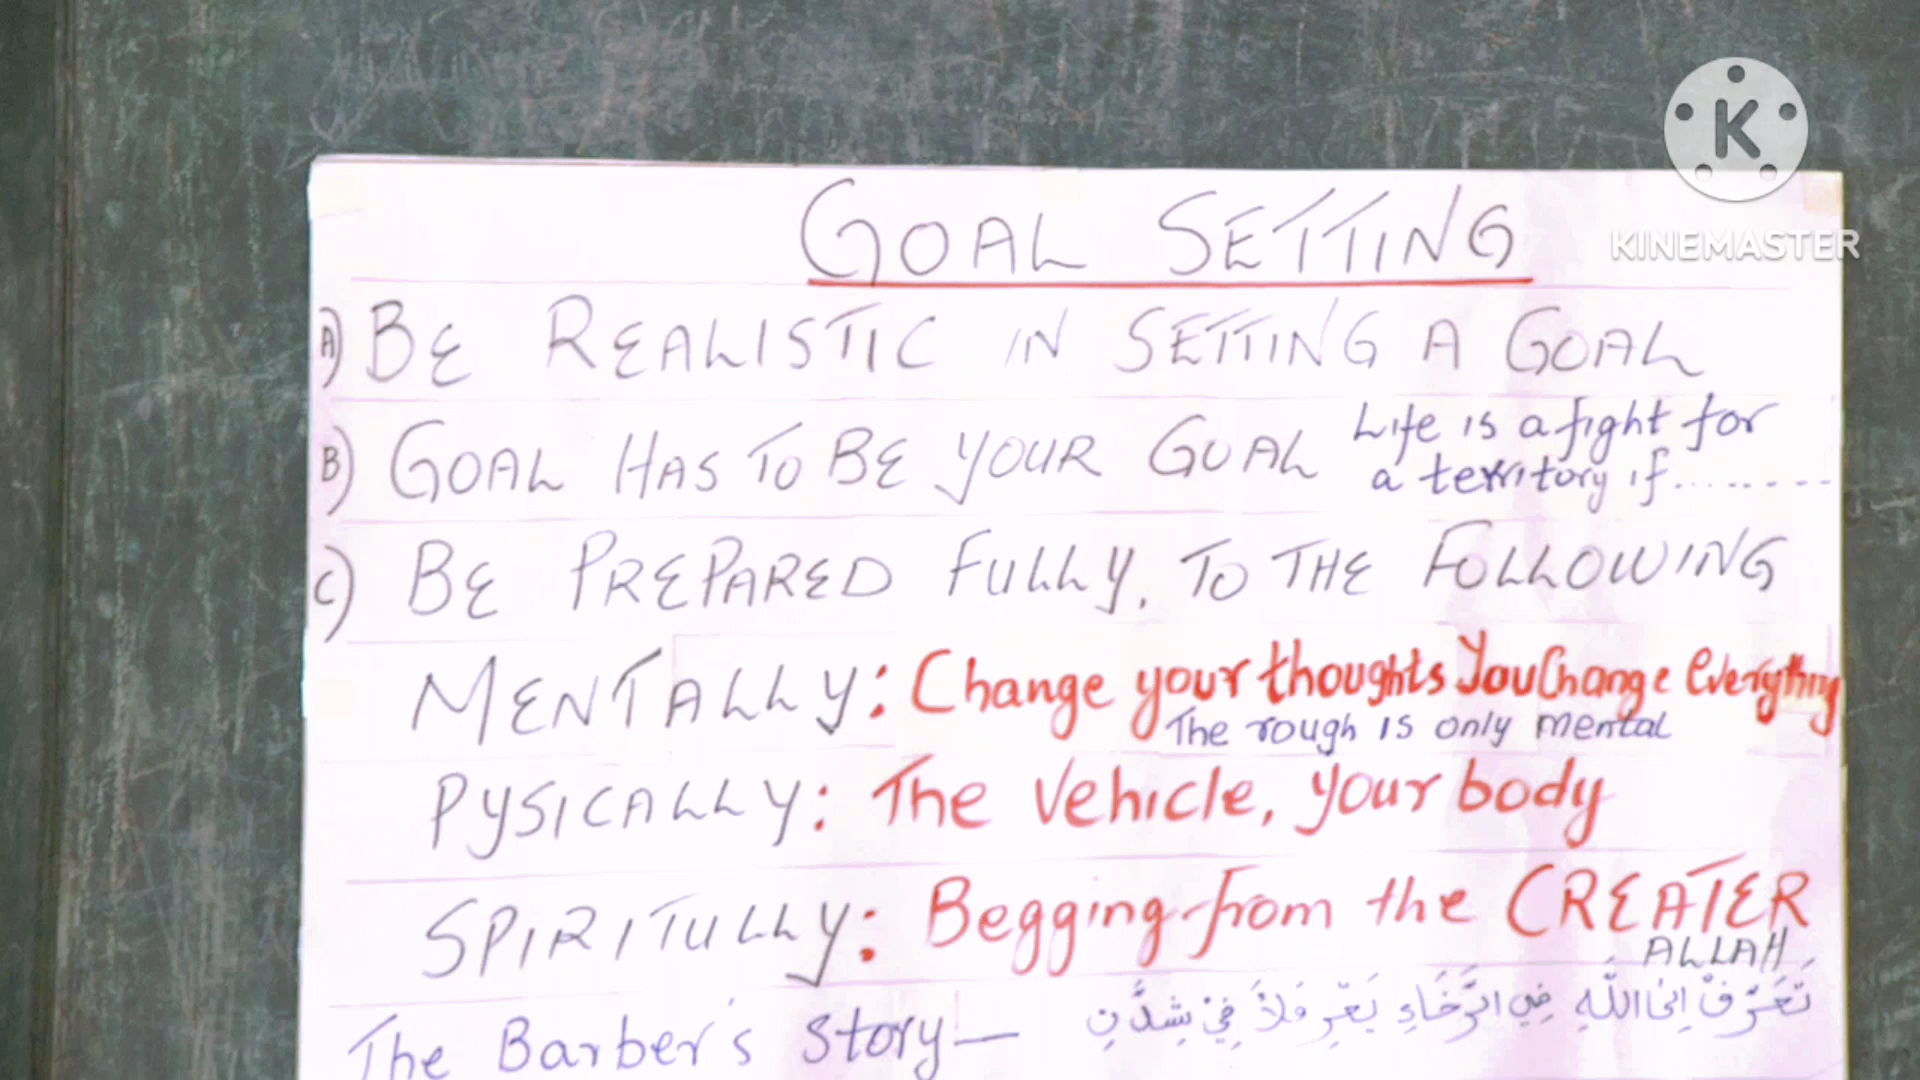 K
KINEMASTER
GOAL SETTING
A) BE REALISTIC IN SETTING A GOAL
B) GOAL HAS TO BE YOUR GOAL Life is a fight for
a territory if........
C) BE PREPARED FULLY, TO THE FOLLOWING
MENTALLY: Change your thoughts You Change everything
The rough is only mental
PYSICALLY: The Vehicle, your body
SPIRITULLY: Begging from the CREATER
ALLAH
The Barber's Story— تَعَرَّفْ اِلىَ اللَّهِ فِي الرَّخَاءِ